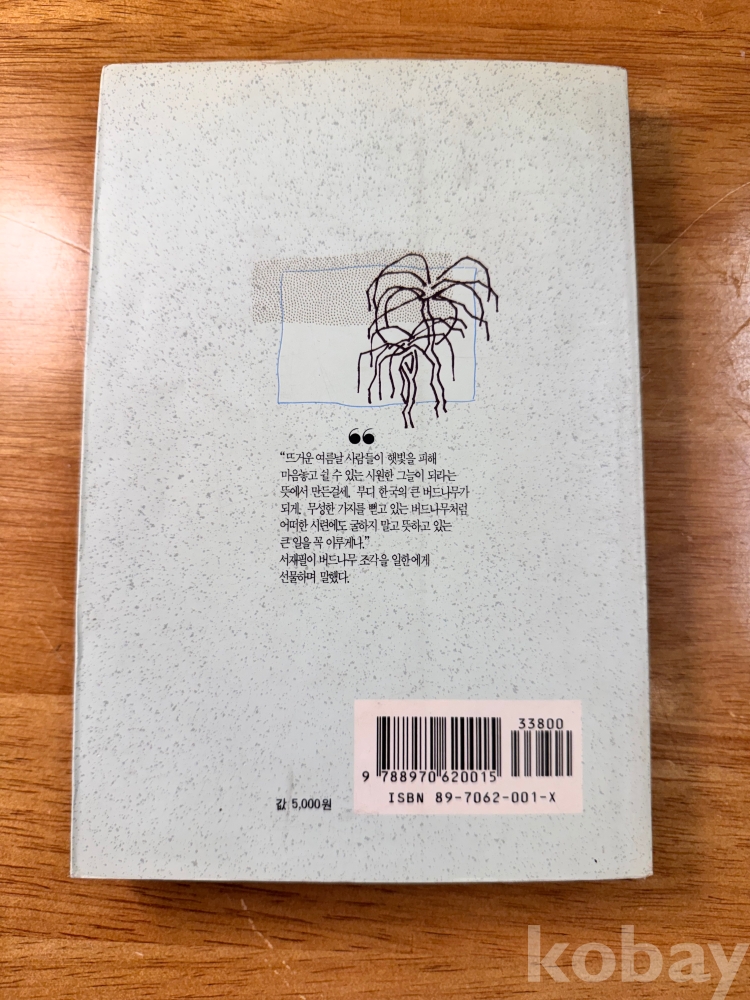 ❝
“뜨거운 여름날 사람들이 햇빛을 피해
마음놓고 쉴 수 있는 시원한 그늘이 되라는
뜻에서 만든걸세. 부디 한국의 큰 버드나무가
되게. 무성한 가지를 뻗고 있는 버드나무처럼
어떠한 시련에도 굴하지 말고 뜻하고 있는
큰 일을 꼭 이루게나.”
서재필이 버드나무 조각을 일한에게
선물하며 말했다.
33800
9 788970 620015
ISBN 89-7062-001-X
값 5,000원
kobay